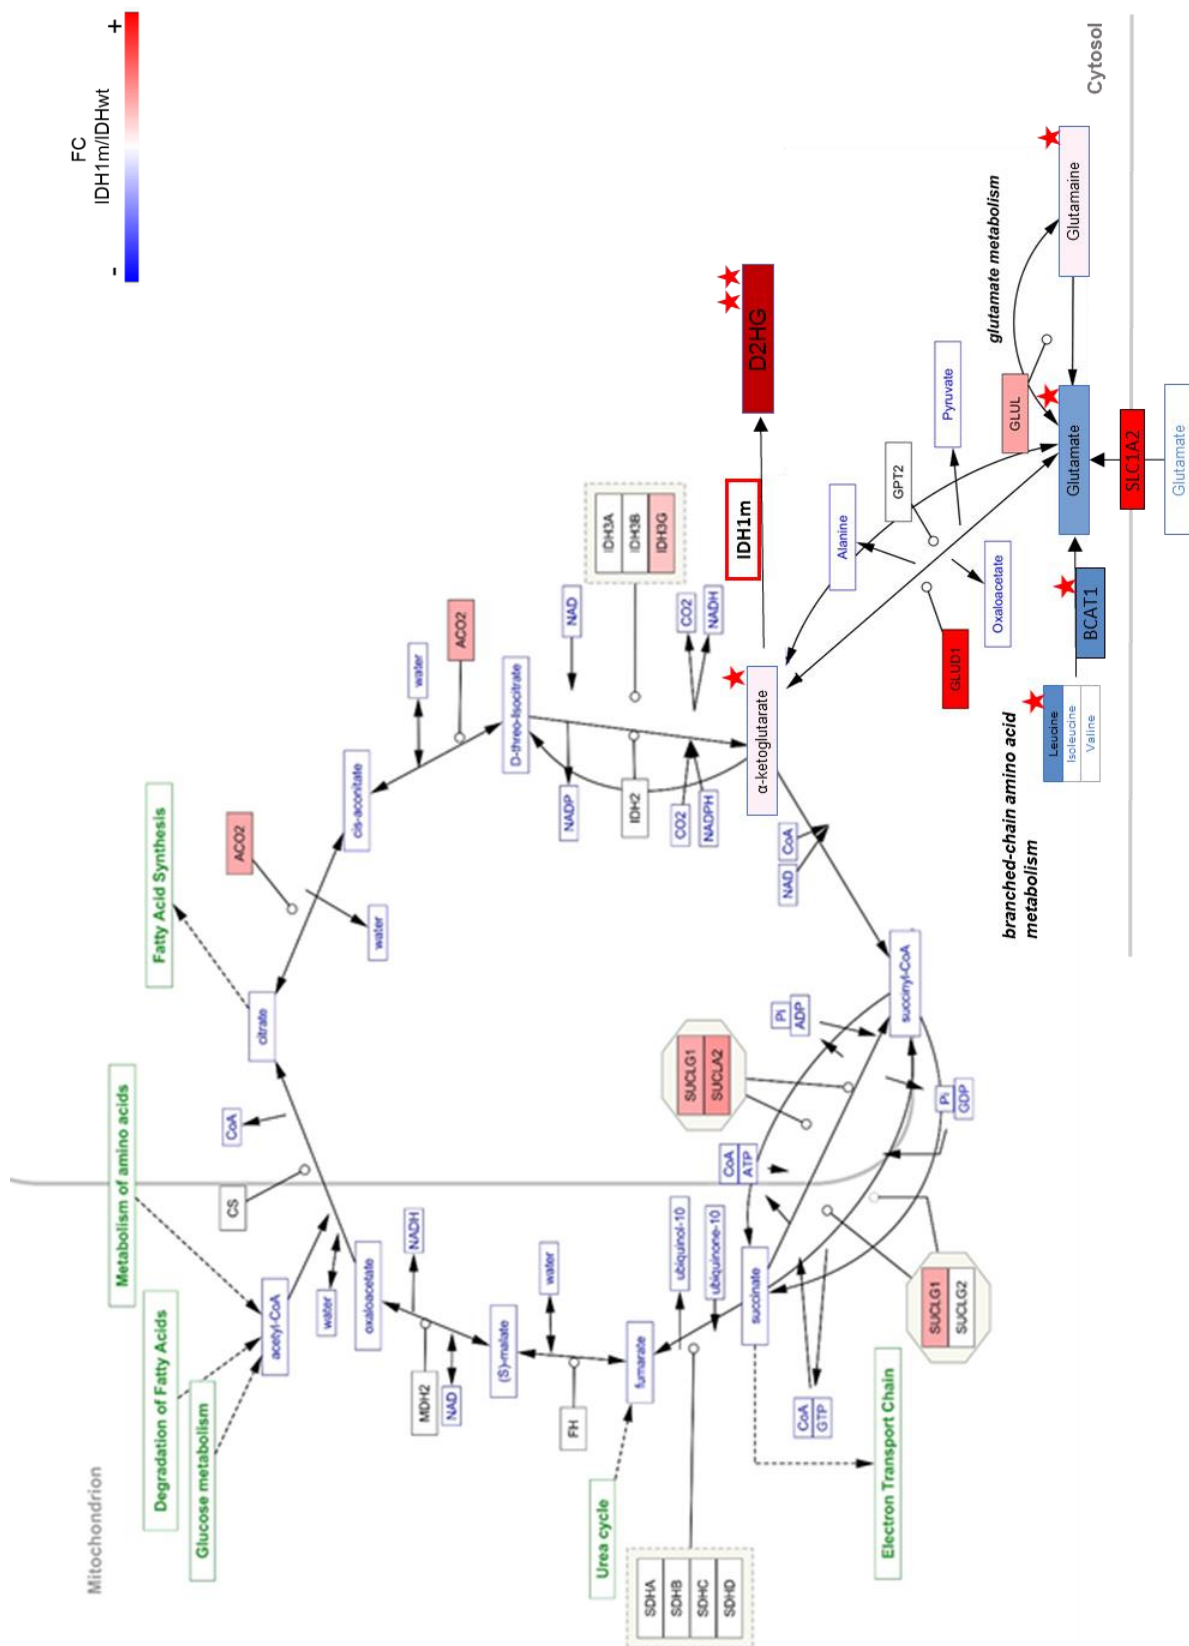 Mitochondrion
Metabolism of amino acids
Degradation of Fatty Acids
Glucose metabolism
Fatty Acid Synthesis
FC
IDH1m/IDHwt
-
+
CoA
CS
acetyl-CoA
water
oxaloacetate
citrate
ACO2
water
cis-aconitate
water
ACO2
MDH2
NADH
NAD
(S)-malate
FH
water
Urea cycle
fumarate
D-threo-Isocitrate
NAD
NADP
IDH2
IDH3A
IDH3B
IDH3G
CO2
NADPH
CO2
NADH
SDHA
SDHB
SDHC
SDHD
ubiquinol-10
ubiquinone-10
succinate
CoA
ATP
SUCLG1
SUCLA2
Pi
ADP
NAD
CoA
α-ketoglutarate
IDH1m
D2HG
CoA
GTP
Electron Transport Chain
SUCLG1
SUCLG2
Pi
GDP
succinyl-CoA
Alanine
GPT2
Pyruvate
GLUD1
Oxaloacetate
glutamate metabolism
GLUL
branched-chain amino acid
metabolism
Leucine
Isoleucine
Valine
BCAT1
Glutamate
Glutamaine
Cytosol
SLC1A2
Glutamate